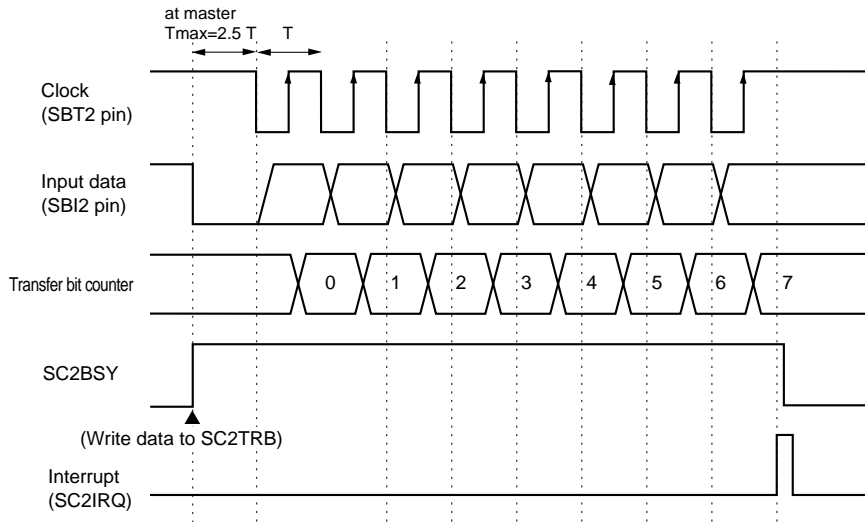 at master
Tmax=2.5 T
T
Clock
(SBT2 pin)
Input data
(SBI2 pin)
Transfer bit counter
0 1 2 3 4 5 6 7
SC2BSY
(Write data to SC2TRB)
Interrupt
(SC2IRQ)